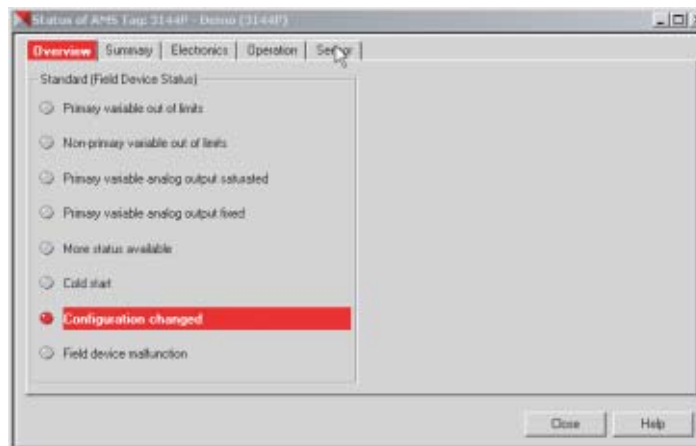 Status of AMS Tag: 3144P - Demo (3144P)
Overview Summary Electronics Operation Sensor
Standard (Field Device Status)
Primary variable out of limits
Non-primary variable out of limits
Primary variable analog output saturated
Primary variable analog output fixed
More status available
Cold start
Configuration changed
Field device malfunction
Close Help